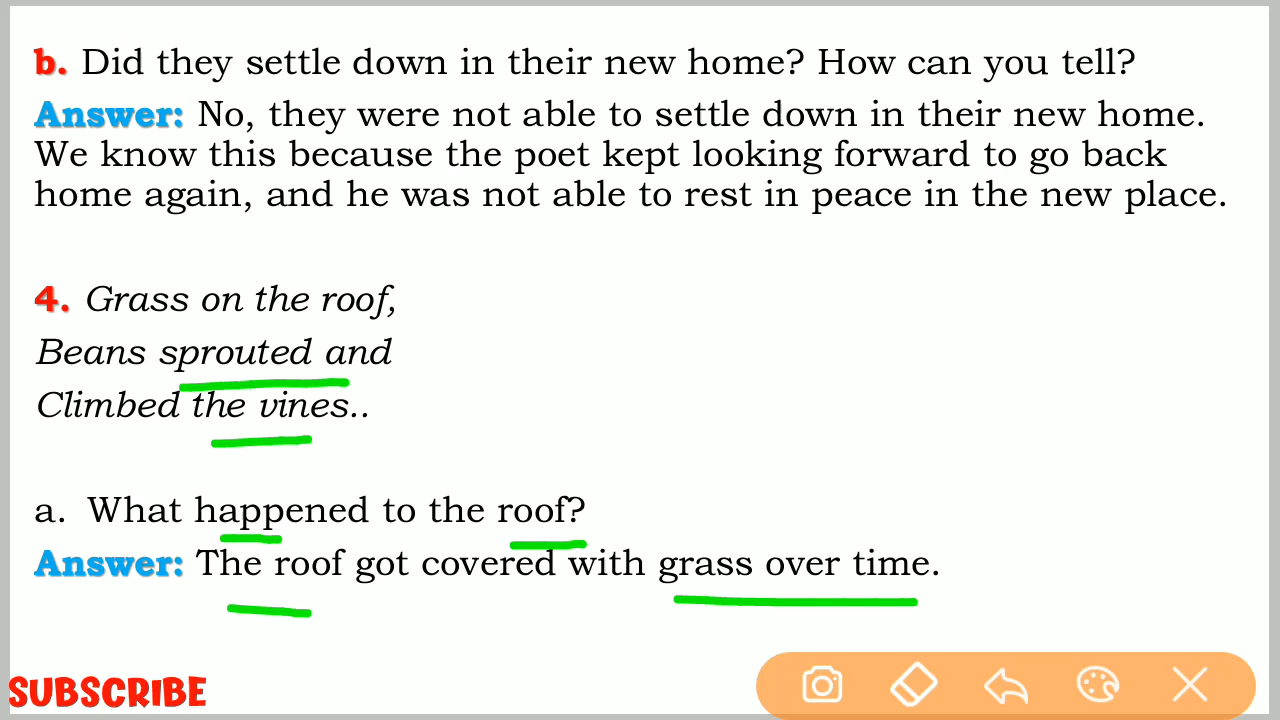 b. Did they settle down in their new home? How can you tell?
Answer: No, they were not able to settle down in their new home.
We know this because the poet kept looking forward to go back
home again, and he was not able to rest in peace in the new place.
4. Grass on the roof,
Beans sprouted and
Climbed the vines..
a. What happened to the roof?
Answer: The roof got covered with grass over time.
SUBSCRIBE